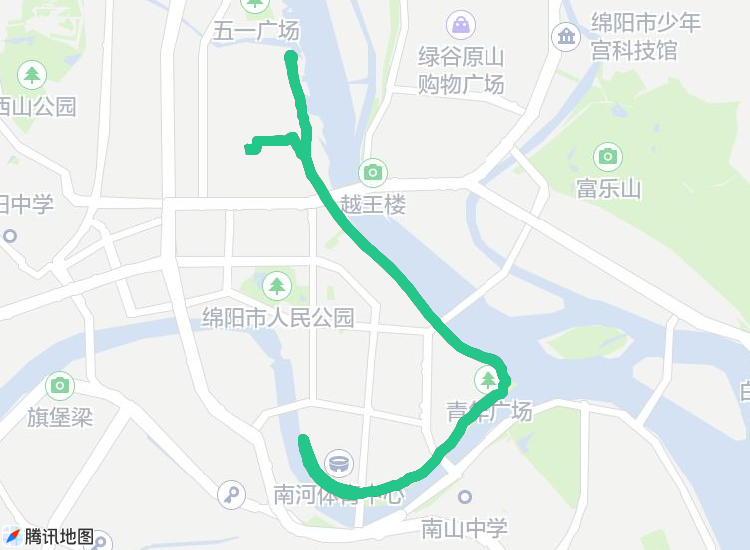 五一广场
绵阳市少年
宫科技馆
绿谷原山
购物广场
西山公园
富乐山
越王楼
田中学
绵阳市人民公园
旗堡梁
青年广场
南河体育中心
南山中学
腾讯地图